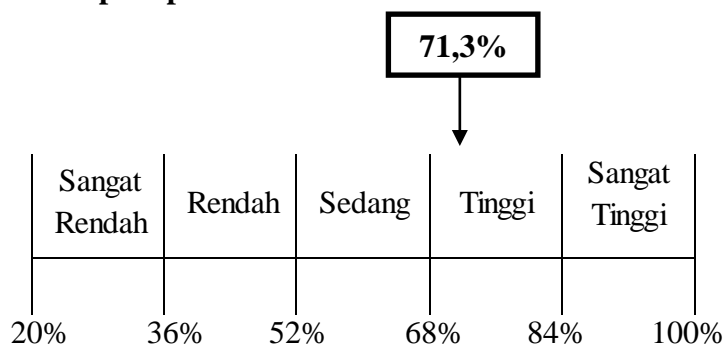 71,3%
Sangat
Rendah
Rendah
Sedang
Tinggi
Sangat
Tinggi
20%
36%
52%
68%
84%
100%